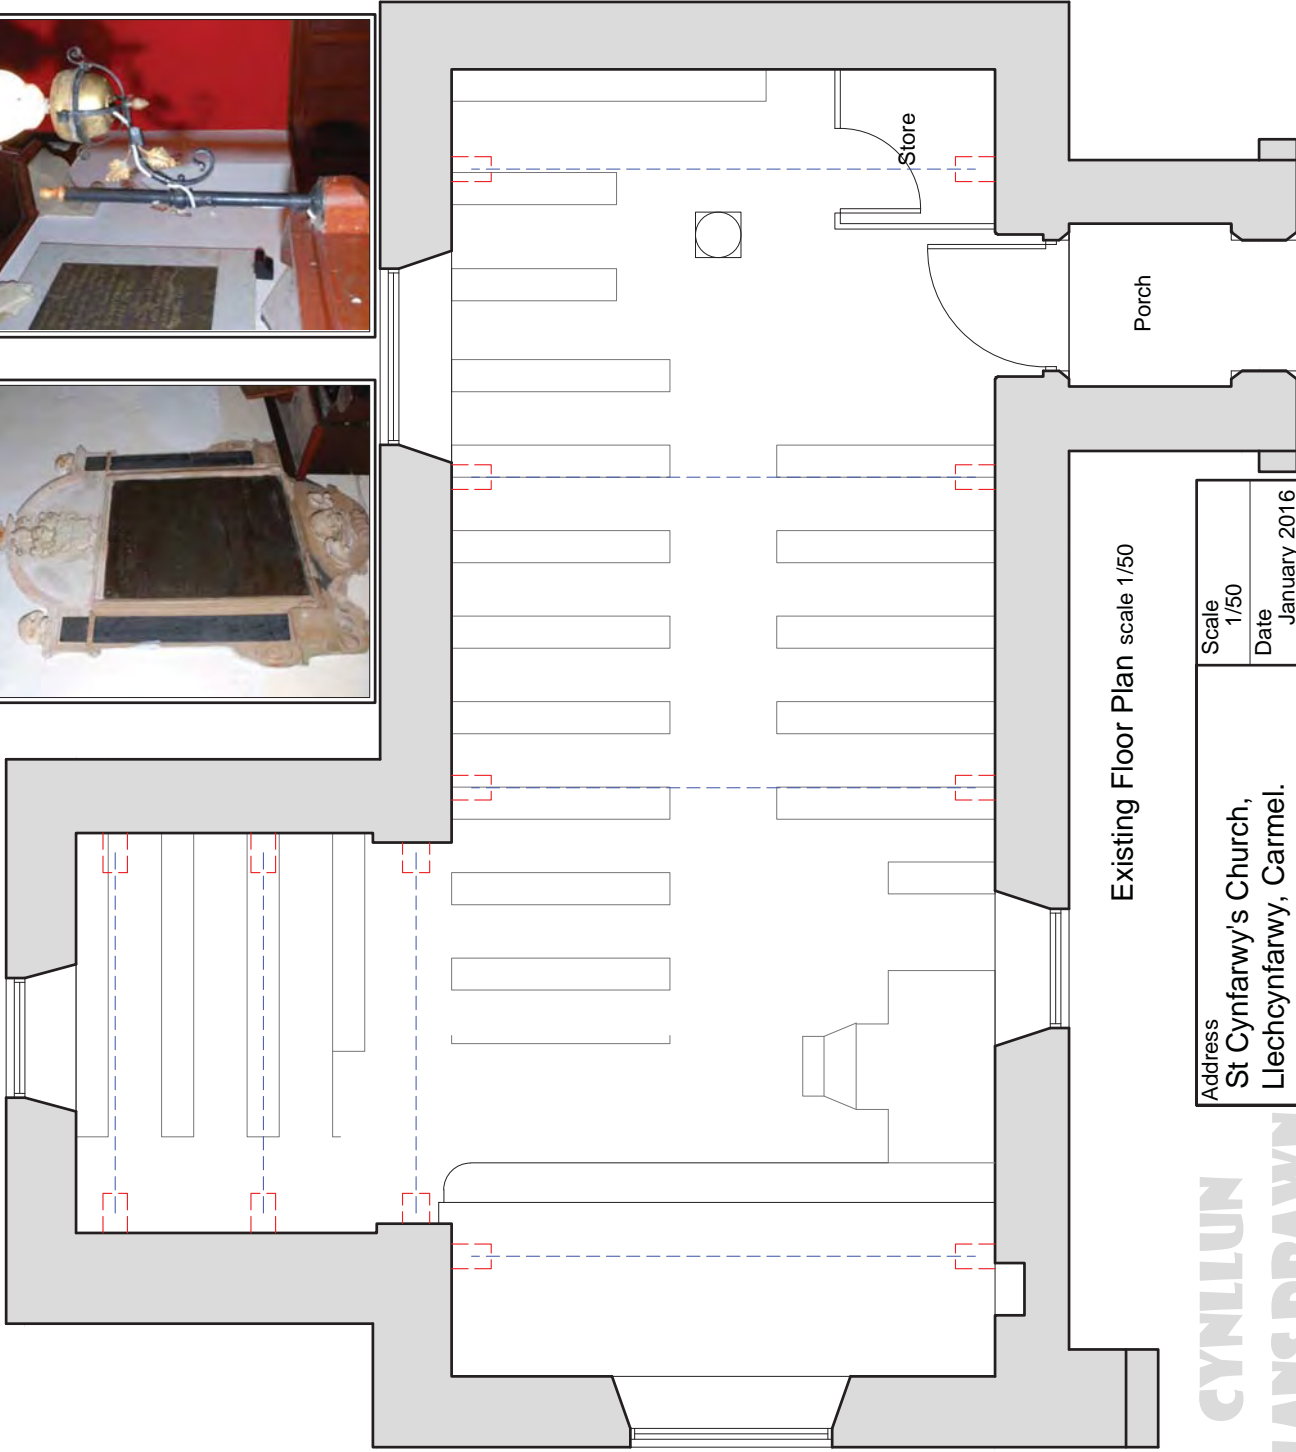 Store
Porch
Existing Floor Plan scale 1/50
Address
St Cynfarwy's Church,
Llechcynfarwy, Carmel.
Scale
1/50
Date
January 2016
CYNLLUN